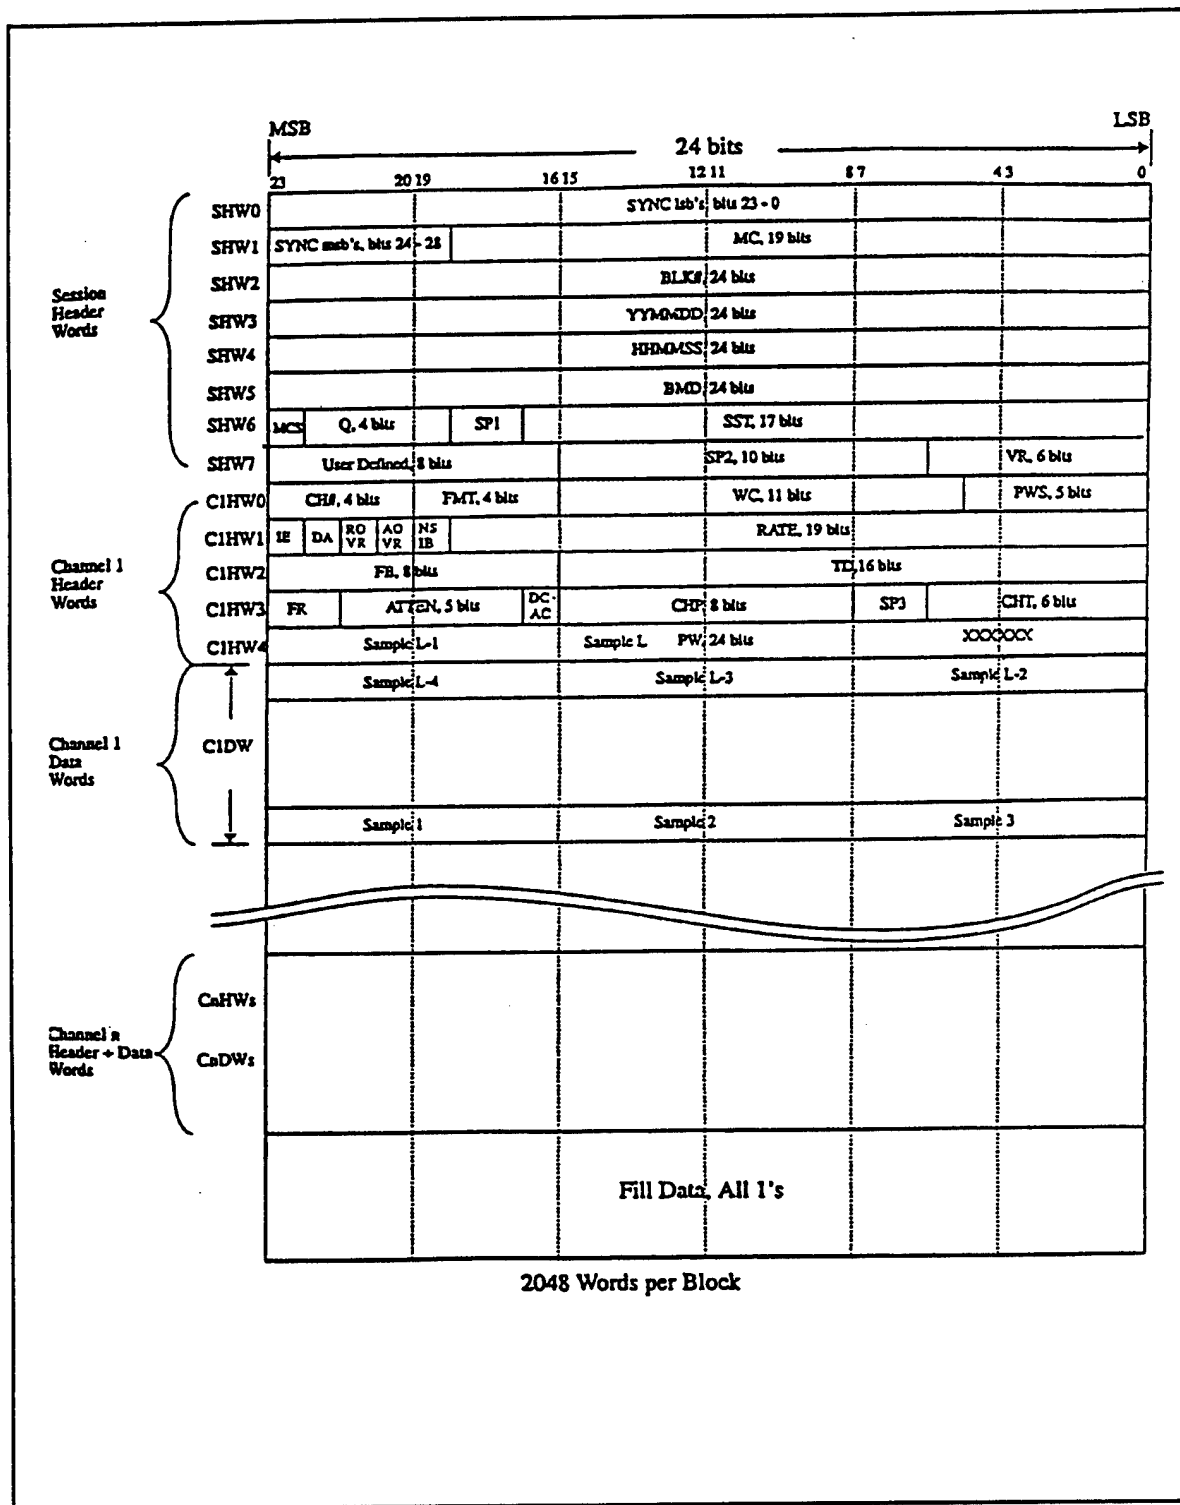 MSB LSB
24 bits
23 20 19 16 15 12 11 8 7 4 3 0
SHW0 SYNC lsb's, bits 23 - 0
SHW1 SYNC msb's, bits 24 - 28 MC, 19 bits
SHW2 BLK#, 24 bits
Session
Header
Words
SHW3 YYMMDD, 24 bits
SHW4 HHMMSS, 24 bits
SHW5 BMD, 24 bits
SHW6 MCS Q, 4 bits SP1 SST, 17 bits
SHW7 User Defined, 8 bits SP2, 10 bits VR, 6 bits
C1HW0 CH#, 4 bits FMT, 4 bits WC, 11 bits PWS, 5 bits
C1HW1 IE DA RO VR AO VR NS IB RATE, 19 bits
Channel 1
Header
Words
C1HW2 FB, 8 bits TD, 16 bits
C1HW3 FR ATTEN, 5 bits DC- AC CHP, 8 bits SP3 CHT, 6 bits
C1HW4 Sample L-1 Sample L PW, 24 bits XXXXXX
Sample L-4 Sample L-3 Sample L-2
Channel 1
Data
Words
C1DW
Sample 1 Sample 2 Sample 3
CnHWs
Channel n
Header + Data
Words
CnDWs
Fill Data, All 1's
2048 Words per Block